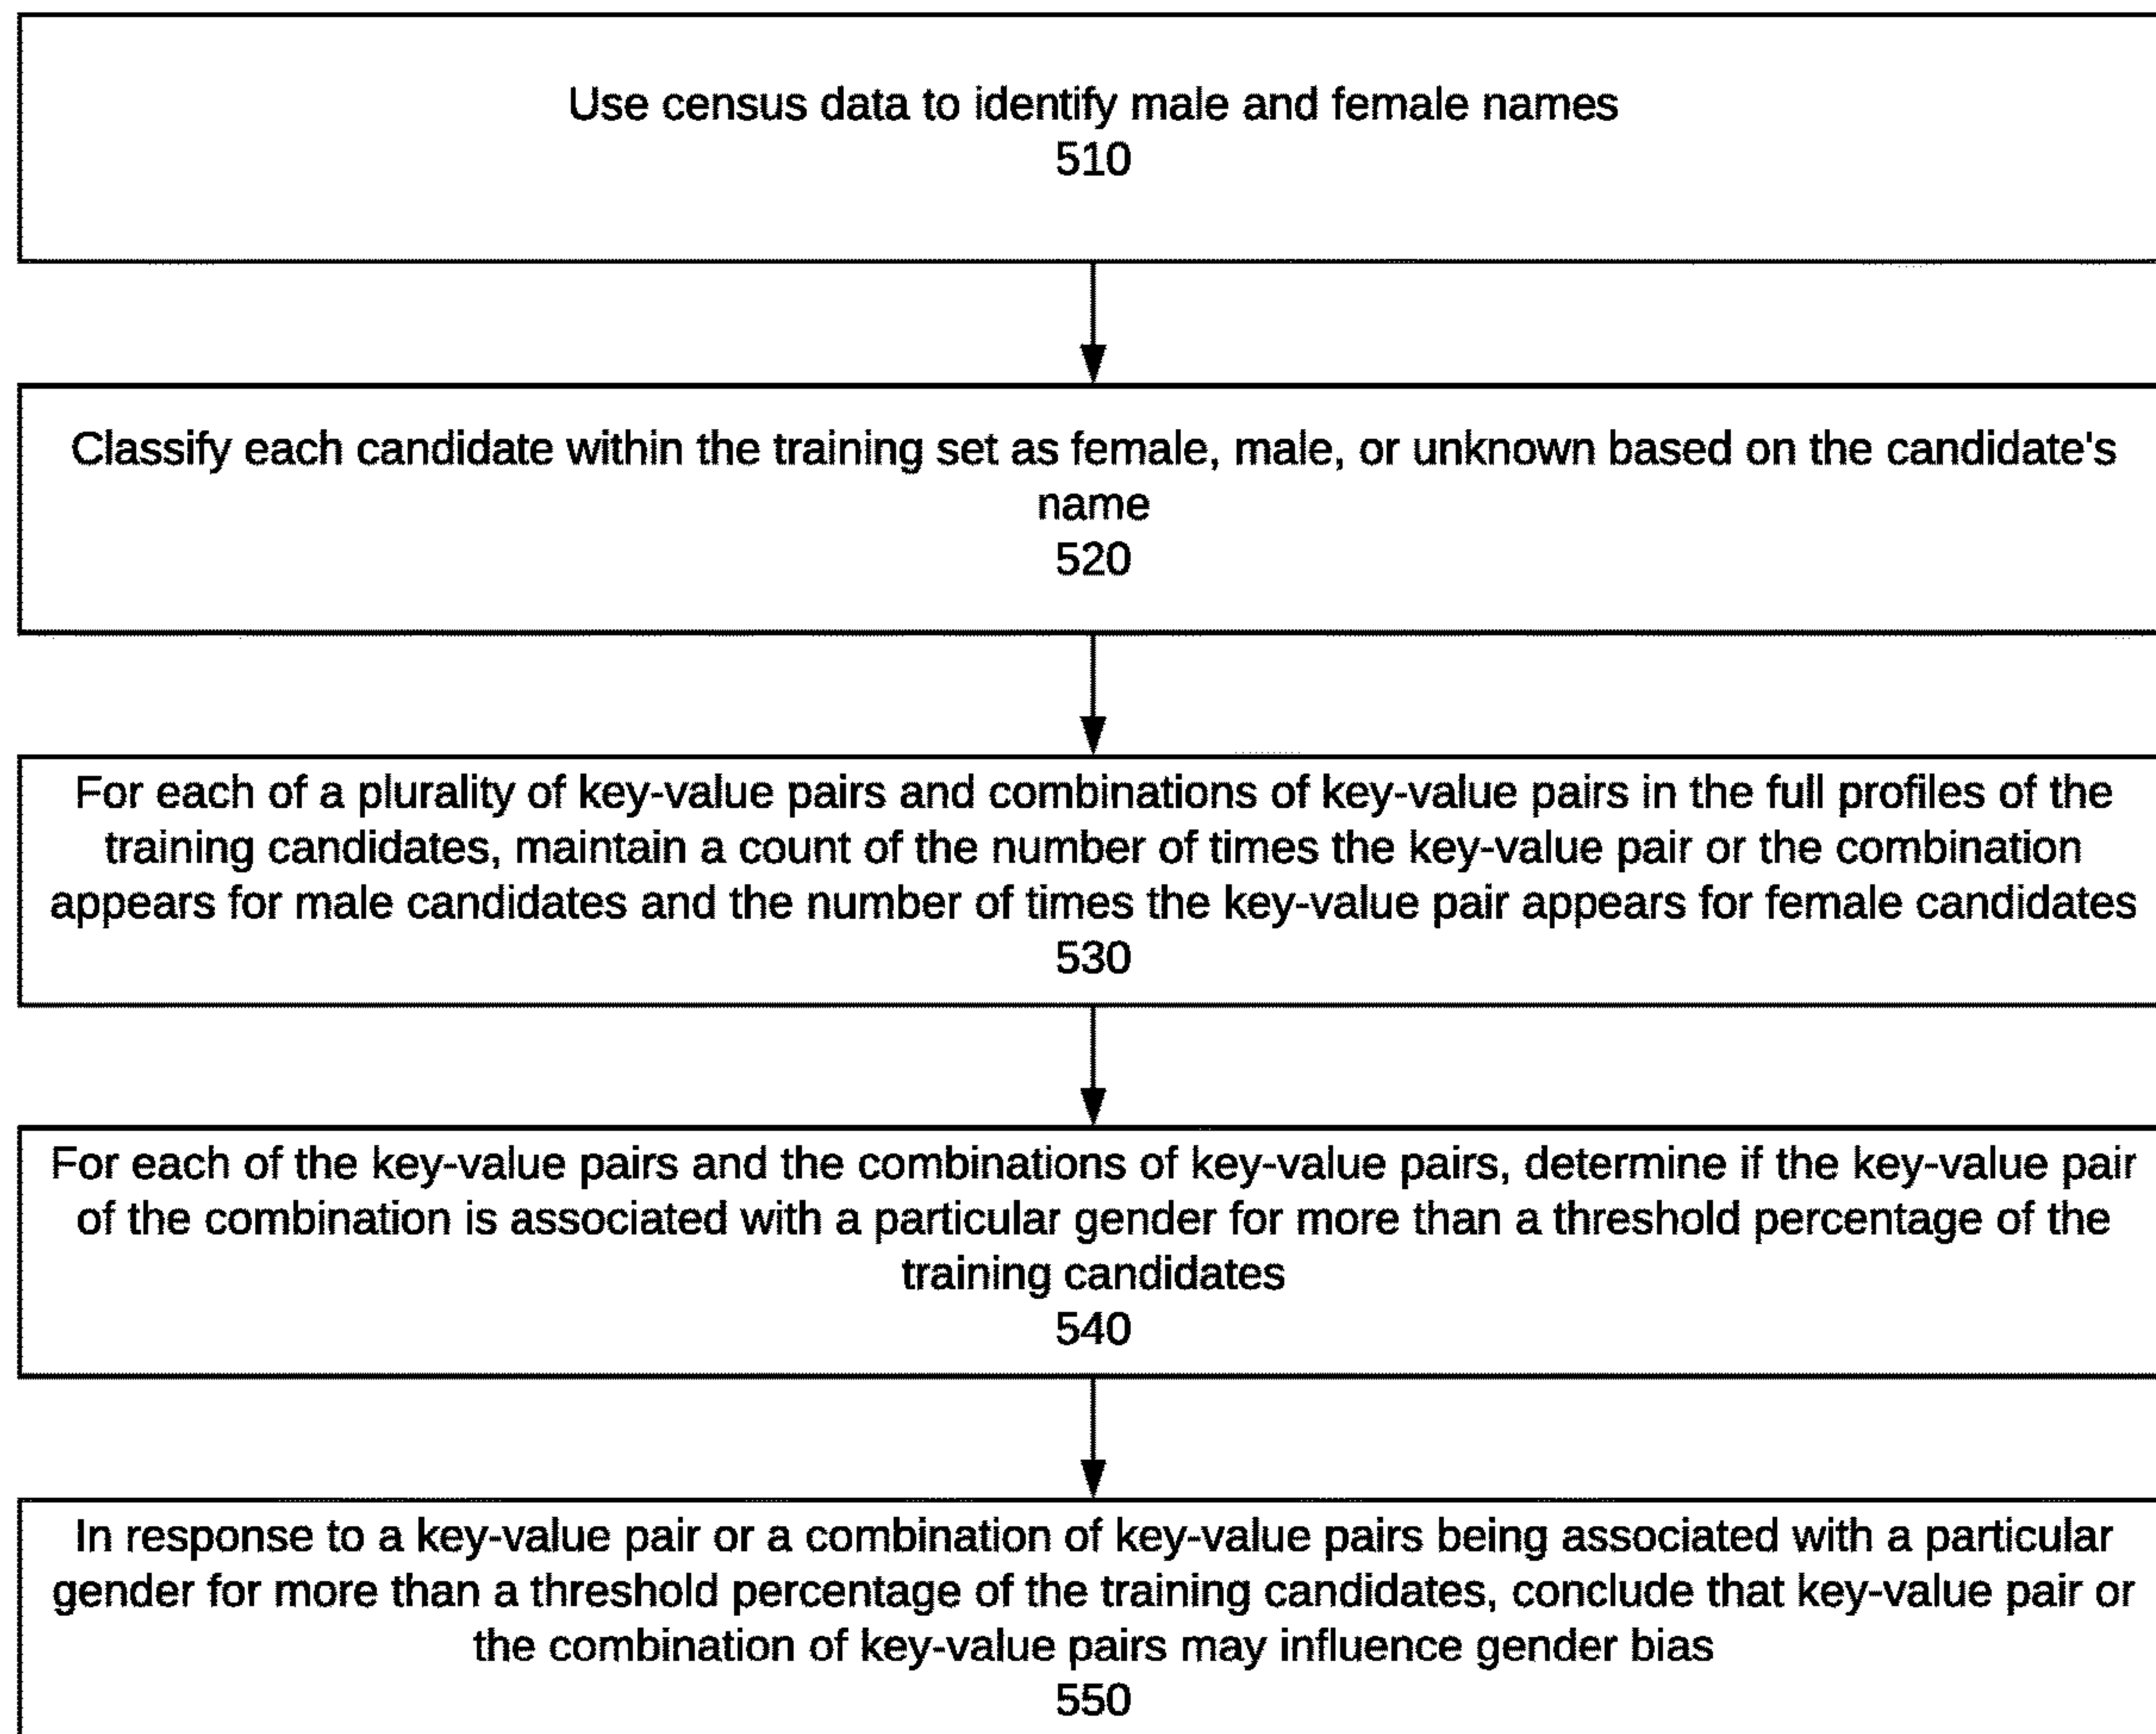 Use census data to identify male and female names
510
Classify each candidate within the training set as female, male, or unknown based on the candidate's
name
520
For each of a plurality of key-value pairs and combinations of key-value pairs in the full profiles of the
training candidates, maintain a count of the number of times the key-value pair or the combination
appears for male candidates and the number of times the key-value pair appears for female candidates
530
For each of the key-value pairs and the combinations of key-value pairs, determine if the key-value pair
of the combination is associated with a particular gender for more than a threshold percentage of the
training candidates
540
In response to a key-value pair or a combination of key-value pairs being associated with a particular
gender for more than a threshold percentage of the training candidates, conclude that key-value pair or
the combination of key-value pairs may influence gender bias
550